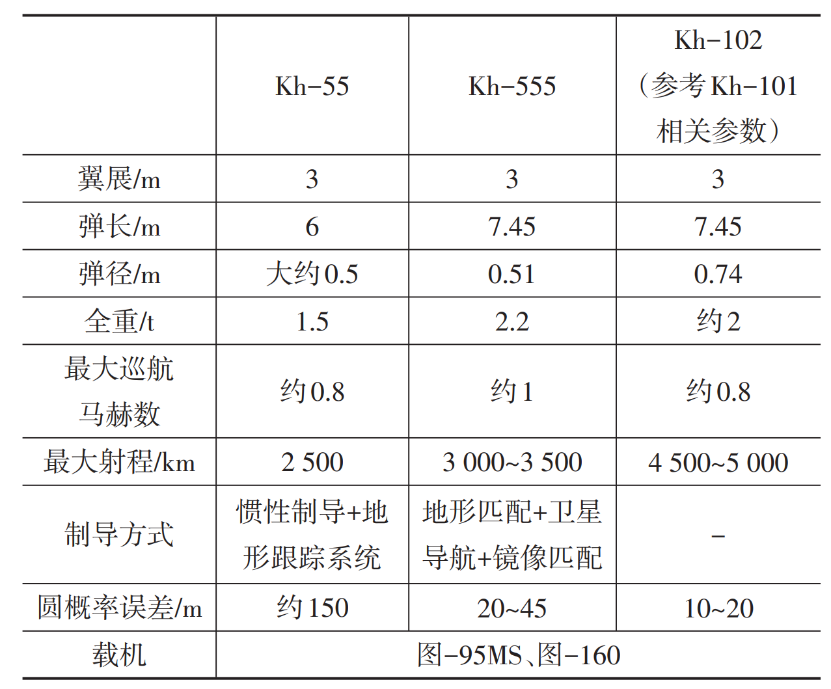 Kh-55 Kh-555 Kh-102
（参考Kh-101
相关参数）
翼展/m 3 3 3
弹长/m 6 7.45 7.45
弹径/m 大约0.5 0.51 0.74
全重/t 1.5 2.2 约2
最大巡航
马赫数 约0.8 约1 约0.8
最大射程/km 2 500 3 000~3 500 4 500~5 000
制导方式 惯性制导+地
形跟踪系统 地形匹配+卫星
导航+镜像匹配 -
圆概率误差/m 约150 20~45 10~20
载机 图-95MS、图-160